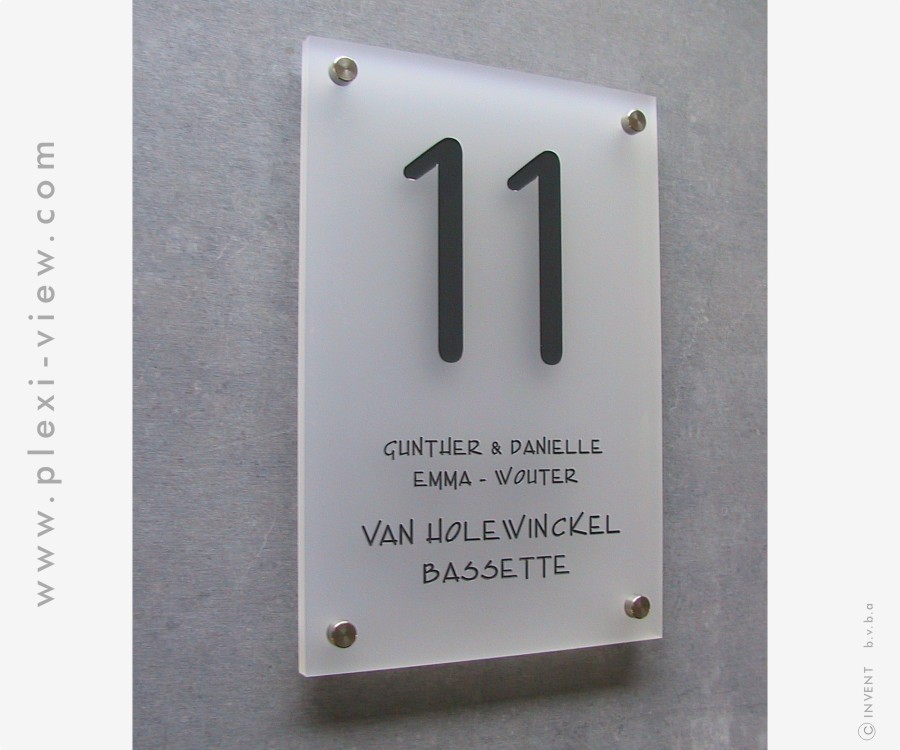 www.plexi-view.com
11
GUNTHER & DANIELLE
EMMA - WOUTER
VAN HOLEWINCKEL
BASSETTE
© INVENT b.v.b.a